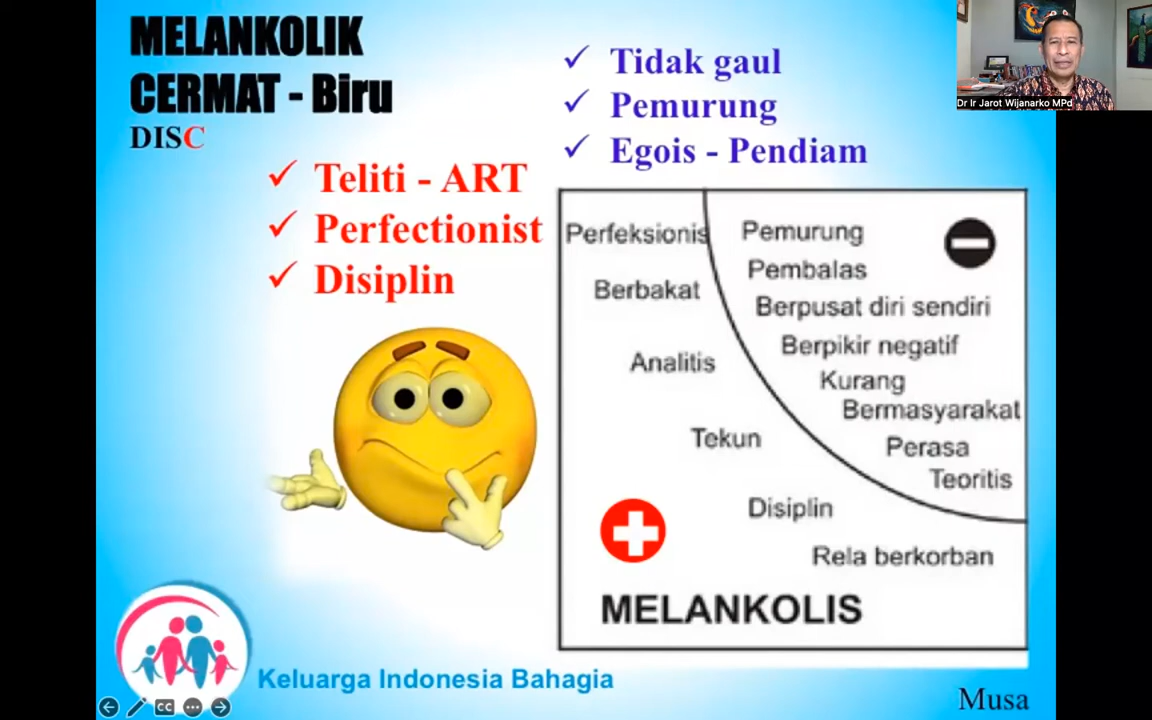 MELANKOLIK
CERMAT - Biru
DISC
✓ Tidak gaul
✓ Pemurung
✓ Egois - Pendiam
Dr Ir Jarot Wijanarko MPd
✓ Teliti - ART
✓ Perfectionist
✓ Disiplin
Perfeksionis
Berbakat
Analitis
Tekun
Disiplin
Rela berkorban
Pemurung
Pembalas
Berpusat diri sendiri
Berpikir negatif
Kurang
Bermasyarakat
Perasa
Teoritis
MELANKOLIS
Keluarga Indonesia Bahagia
CC
Musa